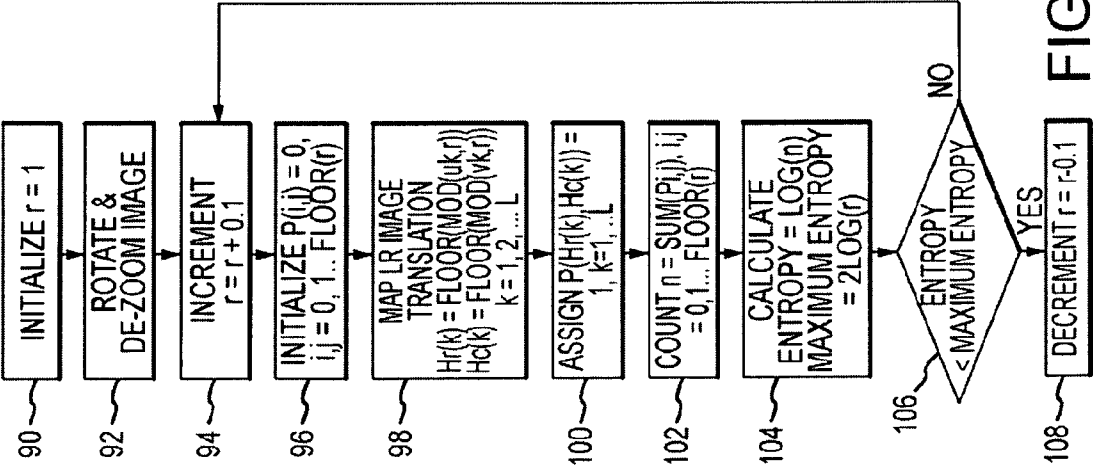 90
INITIALIZE r = 1
92
ROTATE &
DE-ZOOM IMAGE
94
INCREMENT
r = r + 0.1
96
INITIALIZE P(i,j) = 0,
i,j = 0, 1... FLOOR(r)
98
MAP LR IMAGE
TRANSLATION
Hr(k) = FLOOR(MOD(uk,r))
Hc(k) = FLOOR(MOD(vk,r))
k = 1, 2, ... L
100
ASSIGN P(Hr(k),Hc(k)) =
1, k=1, ...L
102
COUNT n = SUM(Pi,j), i,j
= 0,1... FLOOR(r)
104
CALCULATE
ENTROPY = LOG(n)
MAXIMUM ENTROPY
= 2LOG(r)
106
ENTROPY
< MAXIMUM ENTROPY
NO
YES
108
DECREMENT r = r-0.1
FIG